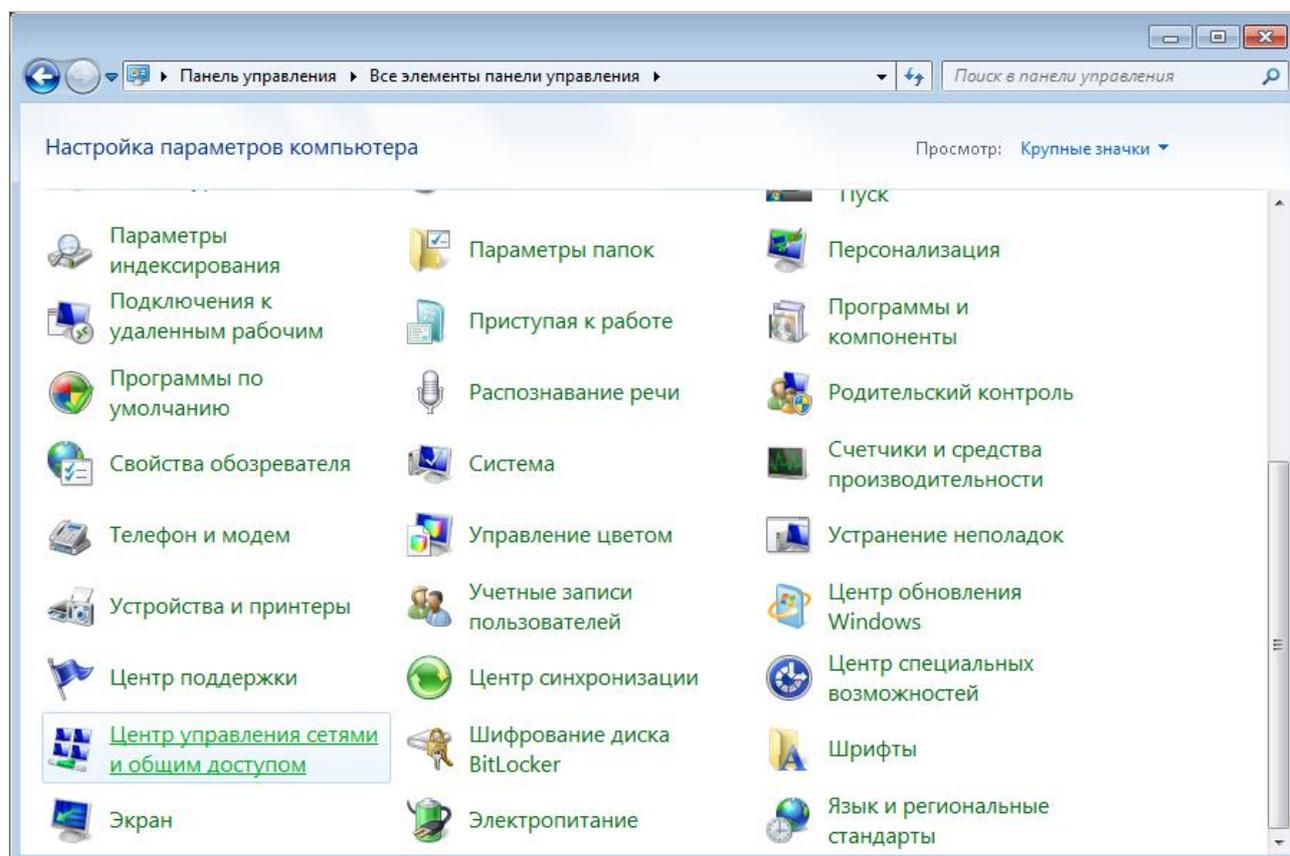 Панель управления Все элементы панели управления
Поиск в панели управления
Настройка параметров компьютера
Просмотр: Крупные значки
Пуск
Параметры
индексирования
Параметры папок
Персонализация
Подключения к
удаленным рабочим
Приступая к работе
Программы и
компоненты
Программы по
умолчанию
Распознавание речи
Родительский контроль
Свойства обозревателя
Система
Счетчики и средства
производительности
Телефон и модем
Управление цветом
Устранение неполадок
Устройства и принтеры
Учетные записи
пользователей
Центр обновления
Windows
Центр поддержки
Центр синхронизации
Центр специальных
возможностей
Центр управления сетями
и общим доступом
Шифрование диска
BitLocker
Шрифты
Экран
Электропитание
Язык и региональные
стандарты